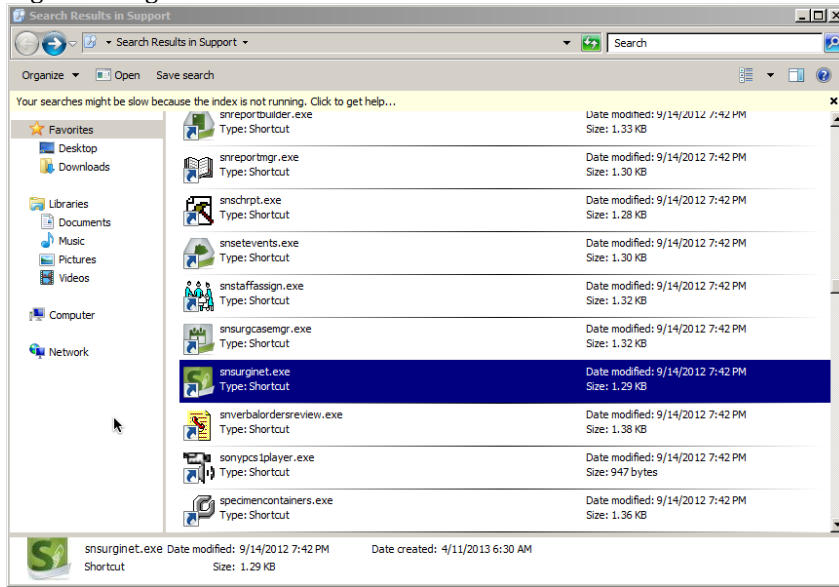 Search Results in Support
Search Results in Support
Search
Organize
Open
Save search
Your searches might be slow because the index is not running. Click to get help...
Favorites
Desktop
Downloads
Libraries
Documents
Music
Pictures
Videos
Computer
Network
snreportbuilder.exe Date modified: 9/14/2012 7:42 PM
Type: Shortcut Size: 1.33 KB
snreportmgr.exe Date modified: 9/14/2012 7:42 PM
Type: Shortcut Size: 1.30 KB
snschrpt.exe Date modified: 9/14/2012 7:42 PM
Type: Shortcut Size: 1.28 KB
snsetevents.exe Date modified: 9/14/2012 7:42 PM
Type: Shortcut Size: 1.30 KB
snstaffassign.exe Date modified: 9/14/2012 7:42 PM
Type: Shortcut Size: 1.32 KB
snsurgcasemgr.exe Date modified: 9/14/2012 7:42 PM
Type: Shortcut Size: 1.32 KB
snsurginet.exe Date modified: 9/14/2012 7:42 PM
Type: Shortcut Size: 1.29 KB
snverbalordersreview.exe Date modified: 9/14/2012 7:42 PM
Type: Shortcut Size: 1.38 KB
sonypcs1player.exe Date modified: 9/14/2012 7:42 PM
Type: Shortcut Size: 947 bytes
specimencontainers.exe Date modified: 9/14/2012 7:42 PM
Type: Shortcut Size: 1.36 KB
snsurginet.exe Date modified: 9/14/2012 7:42 PM Date created: 4/11/2013 6:30 AM
Shortcut Size: 1.29 KB